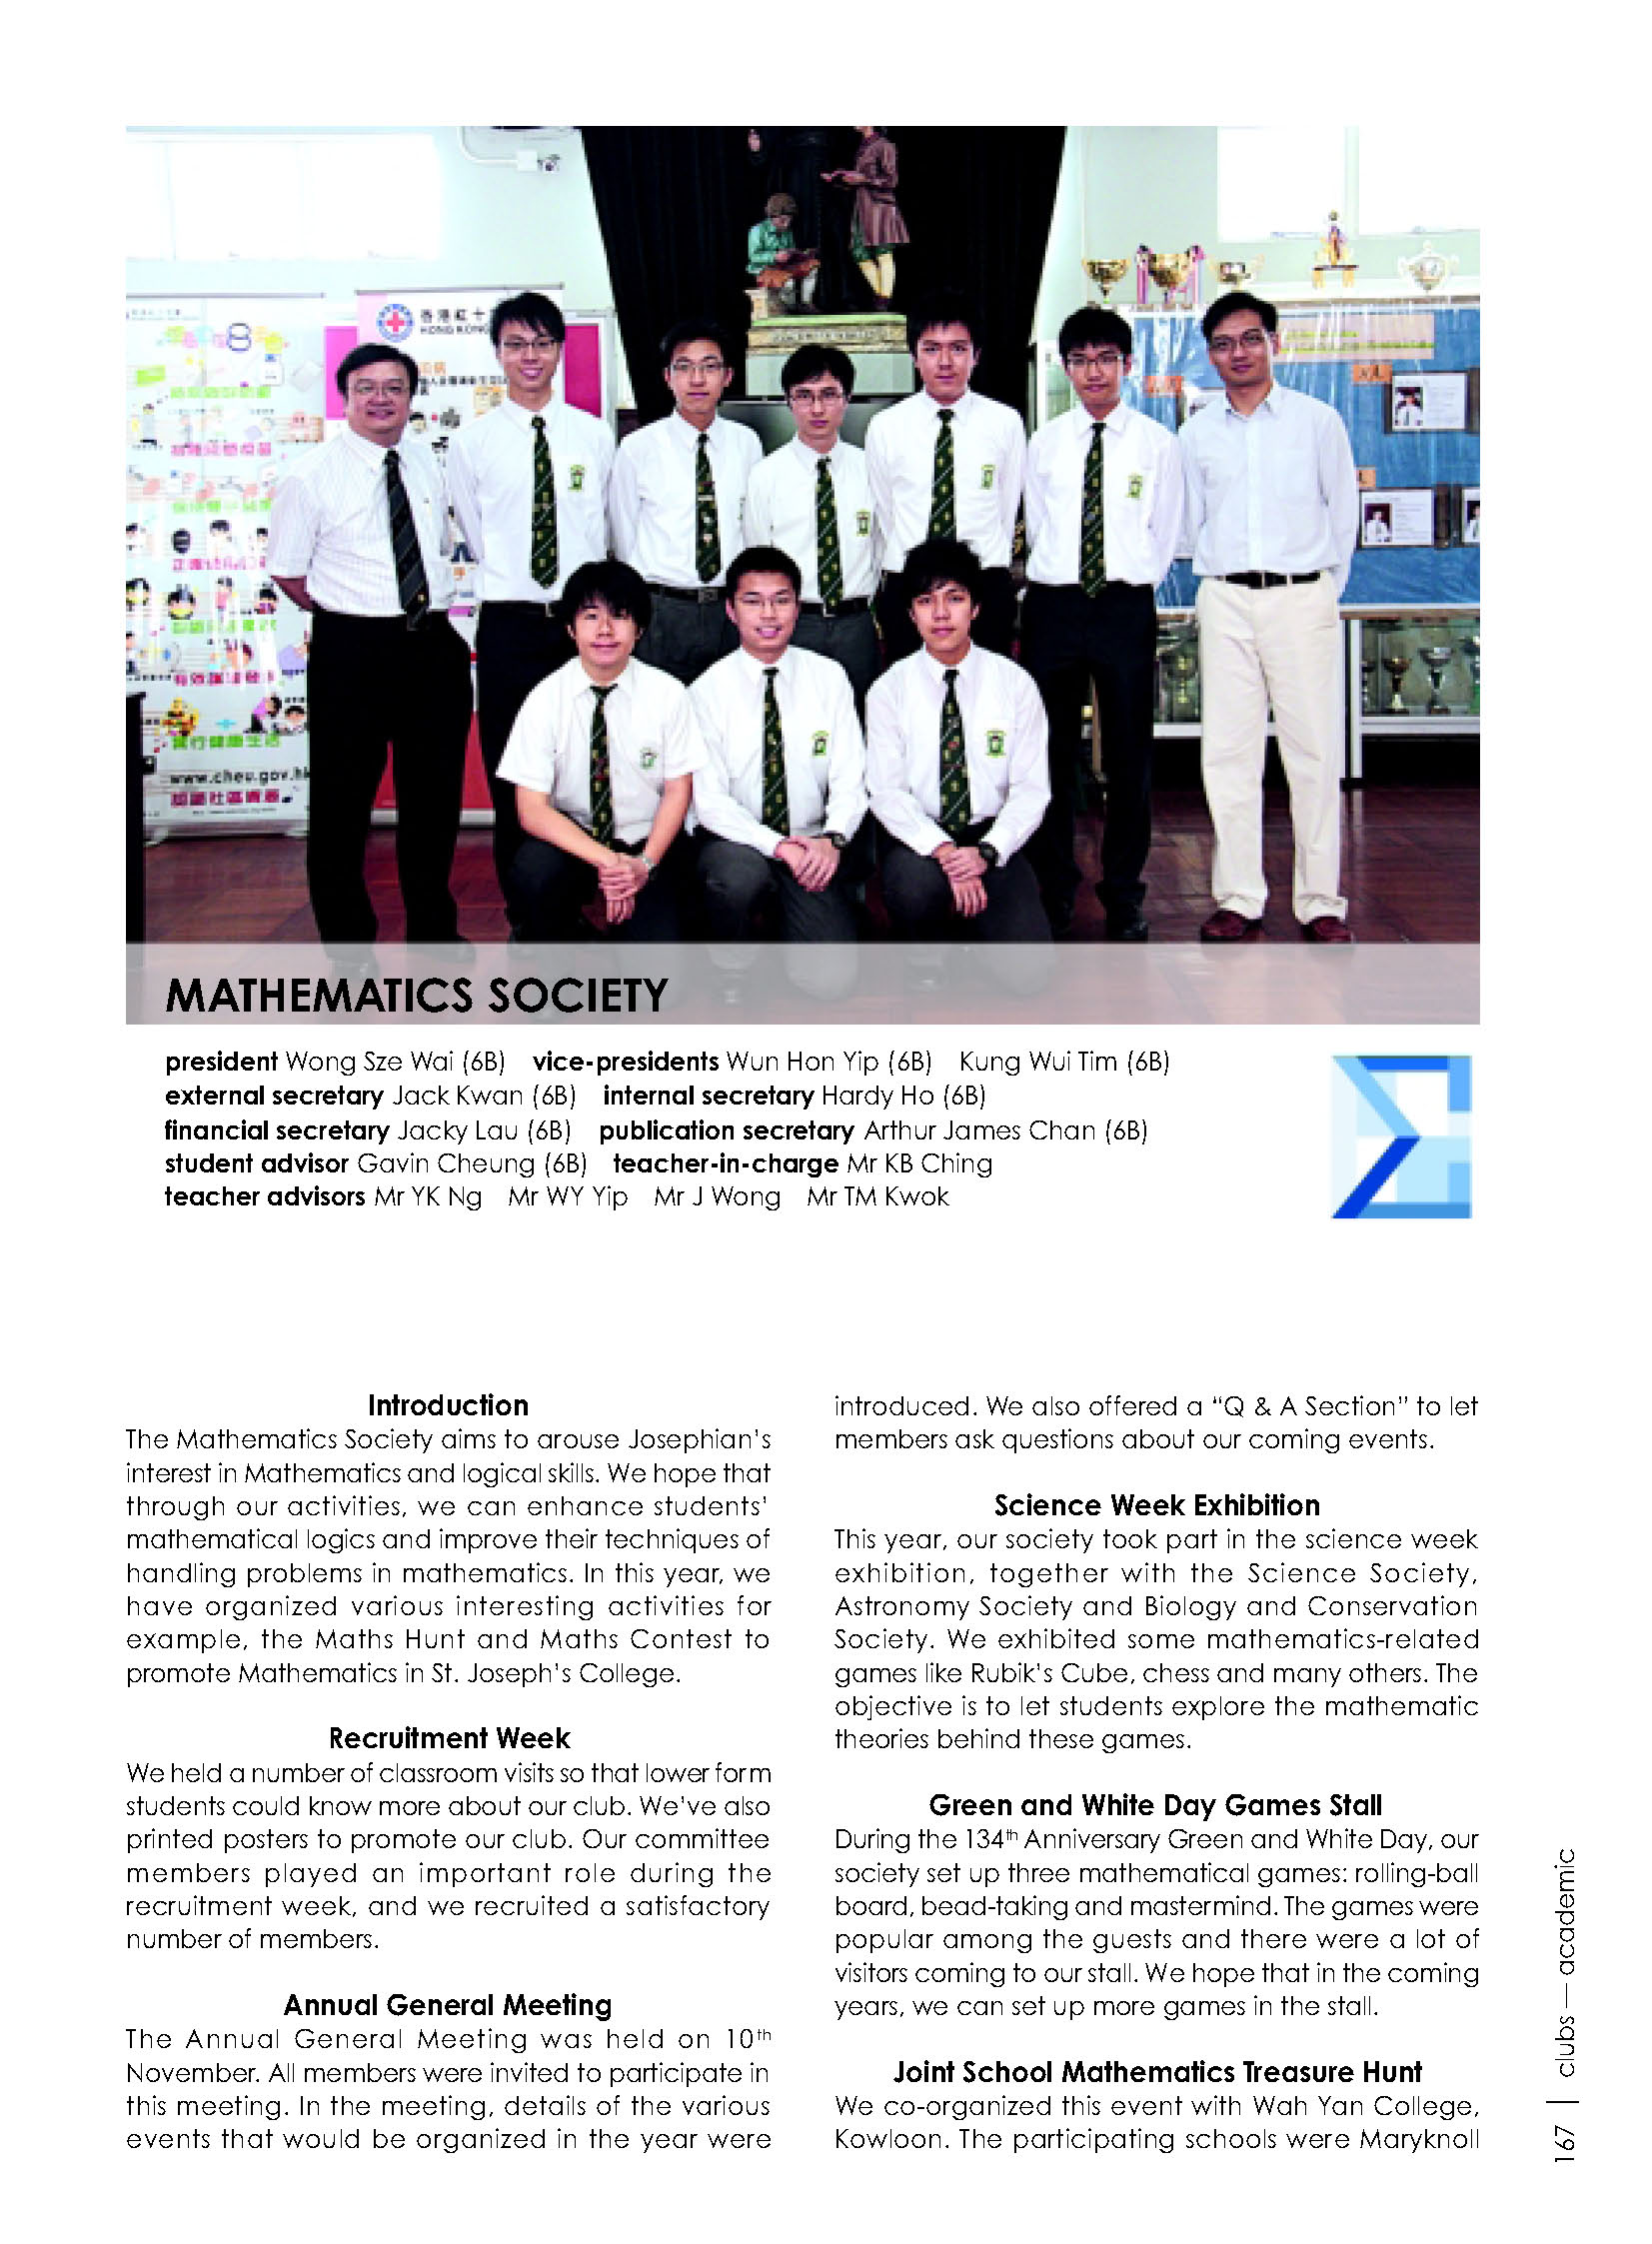 香港紅十
HONG KONG
www.cheu.gov.hk
MATHEMATICS SOCIETY
president Wong Sze Wai (6B) vice-presidents Wun Hon Yip (6B) Kung Wui Tim (6B)
external secretary Jack Kwan (6B) internal secretary Hardy Ho (6B)
financial secretary Jacky Lau (6B) publication secretary Arthur James Chan (6B)
student advisor Gavin Cheung (6B) teacher-in-charge Mr KB Ching
teacher advisors Mr YK Ng Mr WY Yip Mr J Wong Mr TM Kwok
Introduction
The Mathematics Society aims to arouse Josephian's
interest in Mathematics and logical skills. We hope that
through our activities, we can enhance students'
mathematical logics and improve their techniques of
handling problems in mathematics. In this year, we
have organized various interesting activities for
example, the Maths Hunt and Maths Contest to
promote Mathematics in St. Joseph's College.
Recruitment Week
We held a number of classroom visits so that lower form
students could know more about our club. We've also
printed posters to promote our club. Our committee
members played an important role during the
recruitment week, and we recruited a satisfactory
number of members.
Annual General Meeting
The Annual General Meeting was held on 10th
November. All members were invited to participate in
this meeting. In the meeting, details of the various
events that would be organized in the year were
introduced. We also offered a “Q & A Section” to let
members ask questions about our coming events.
Science Week Exhibition
This year, our society took part in the science week
exhibition, together with the Science Society,
Astronomy Society and Biology and Conservation
Society. We exhibited some mathematics-related
games like Rubik's Cube, chess and many others. The
objective is to let students explore the mathematic
theories behind these games.
Green and White Day Games Stall
During the 134th Anniversary Green and White Day, our
society set up three mathematical games: rolling-ball
board, bead-taking and mastermind. The games were
popular among the guests and there were a lot of
visitors coming to our stall. We hope that in the coming
years, we can set up more games in the stall.
Joint School Mathematics Treasure Hunt
We co-organized this event with Wah Yan College,
Kowloon. The participating schools were Maryknoll
167 | clubs — academic